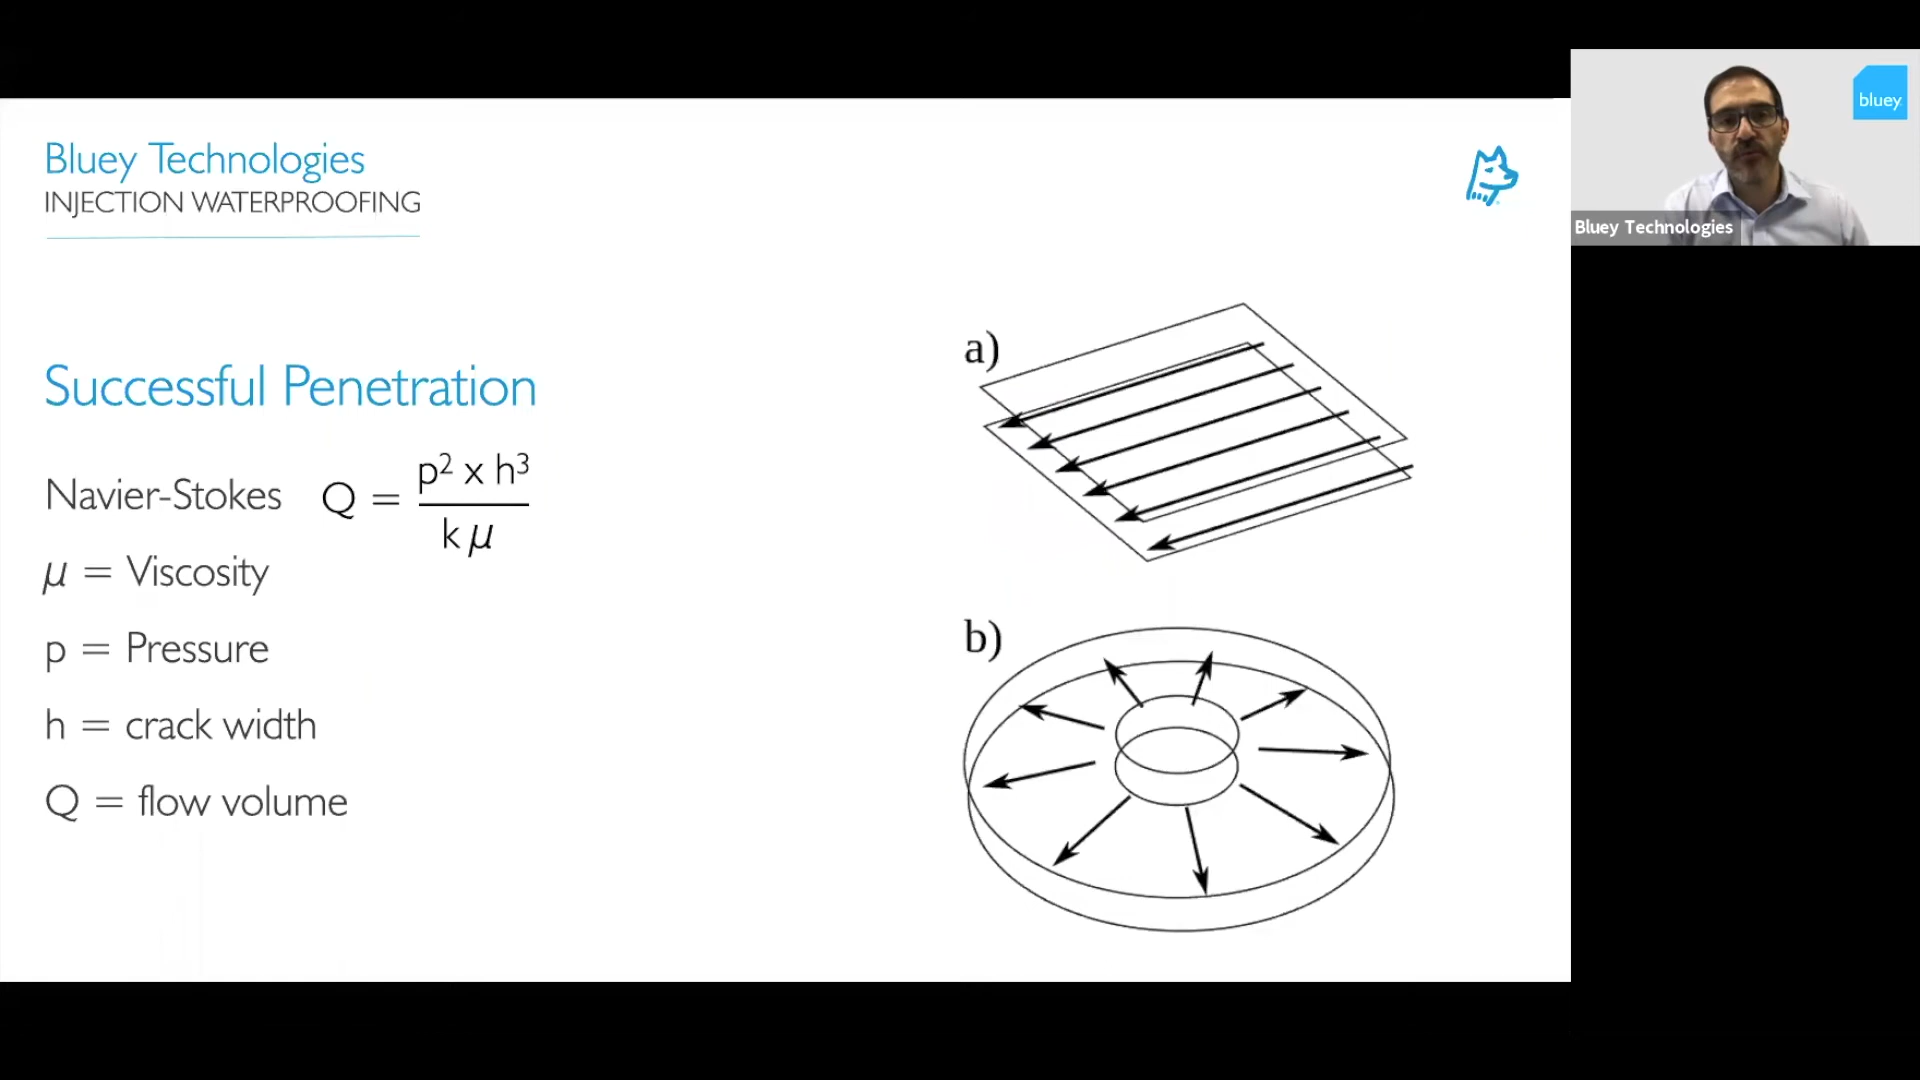 Bluey Technologies
INJECTION WATERPROOFING
bluey
Bluey Technologies
Successful Penetration
Navier-Stokes Q = p² x h³ / k μ
μ = Viscosity
p = Pressure
h = crack width
Q = flow volume
a)
b)